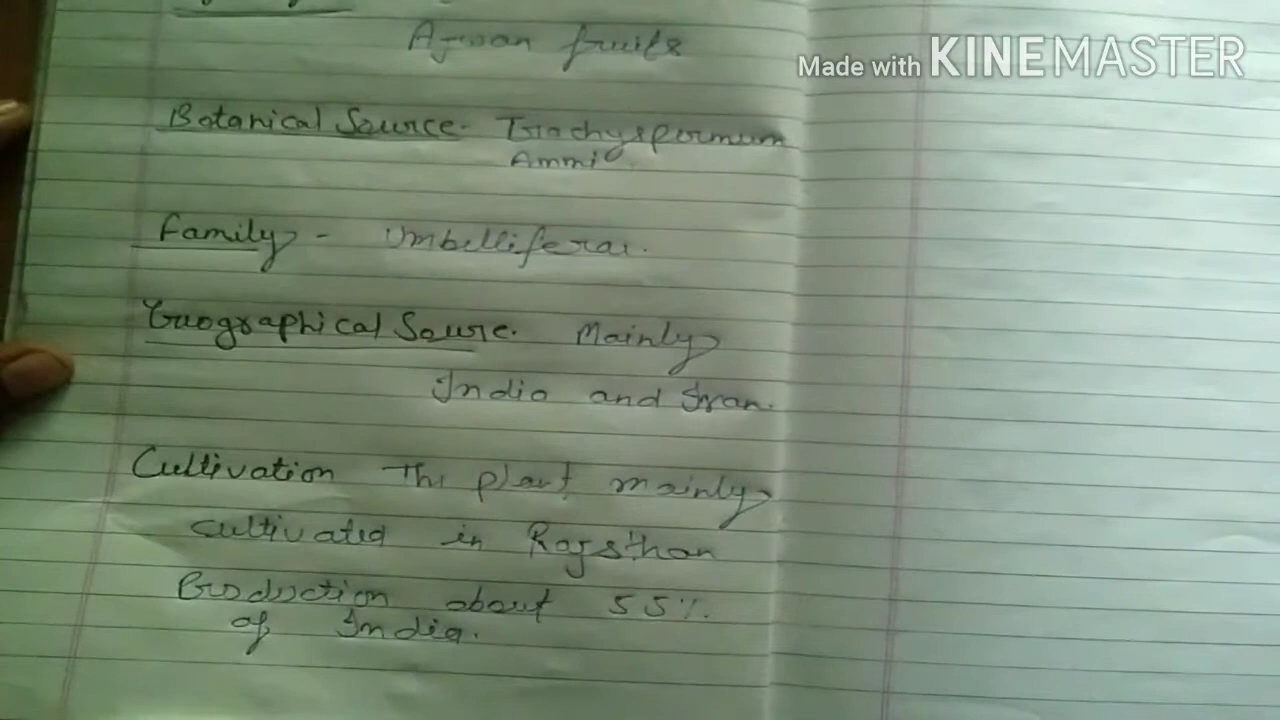 Ajwan fruits
Made with KINEMASTER
Botanical Source. Trachyspermum
Ammi
Family - Umbelliferae.
Geographical Source. Mainly
India and Iran.
Cultivation The plant mainly
cultivated in Rajsthan
Production about 55%
of India.